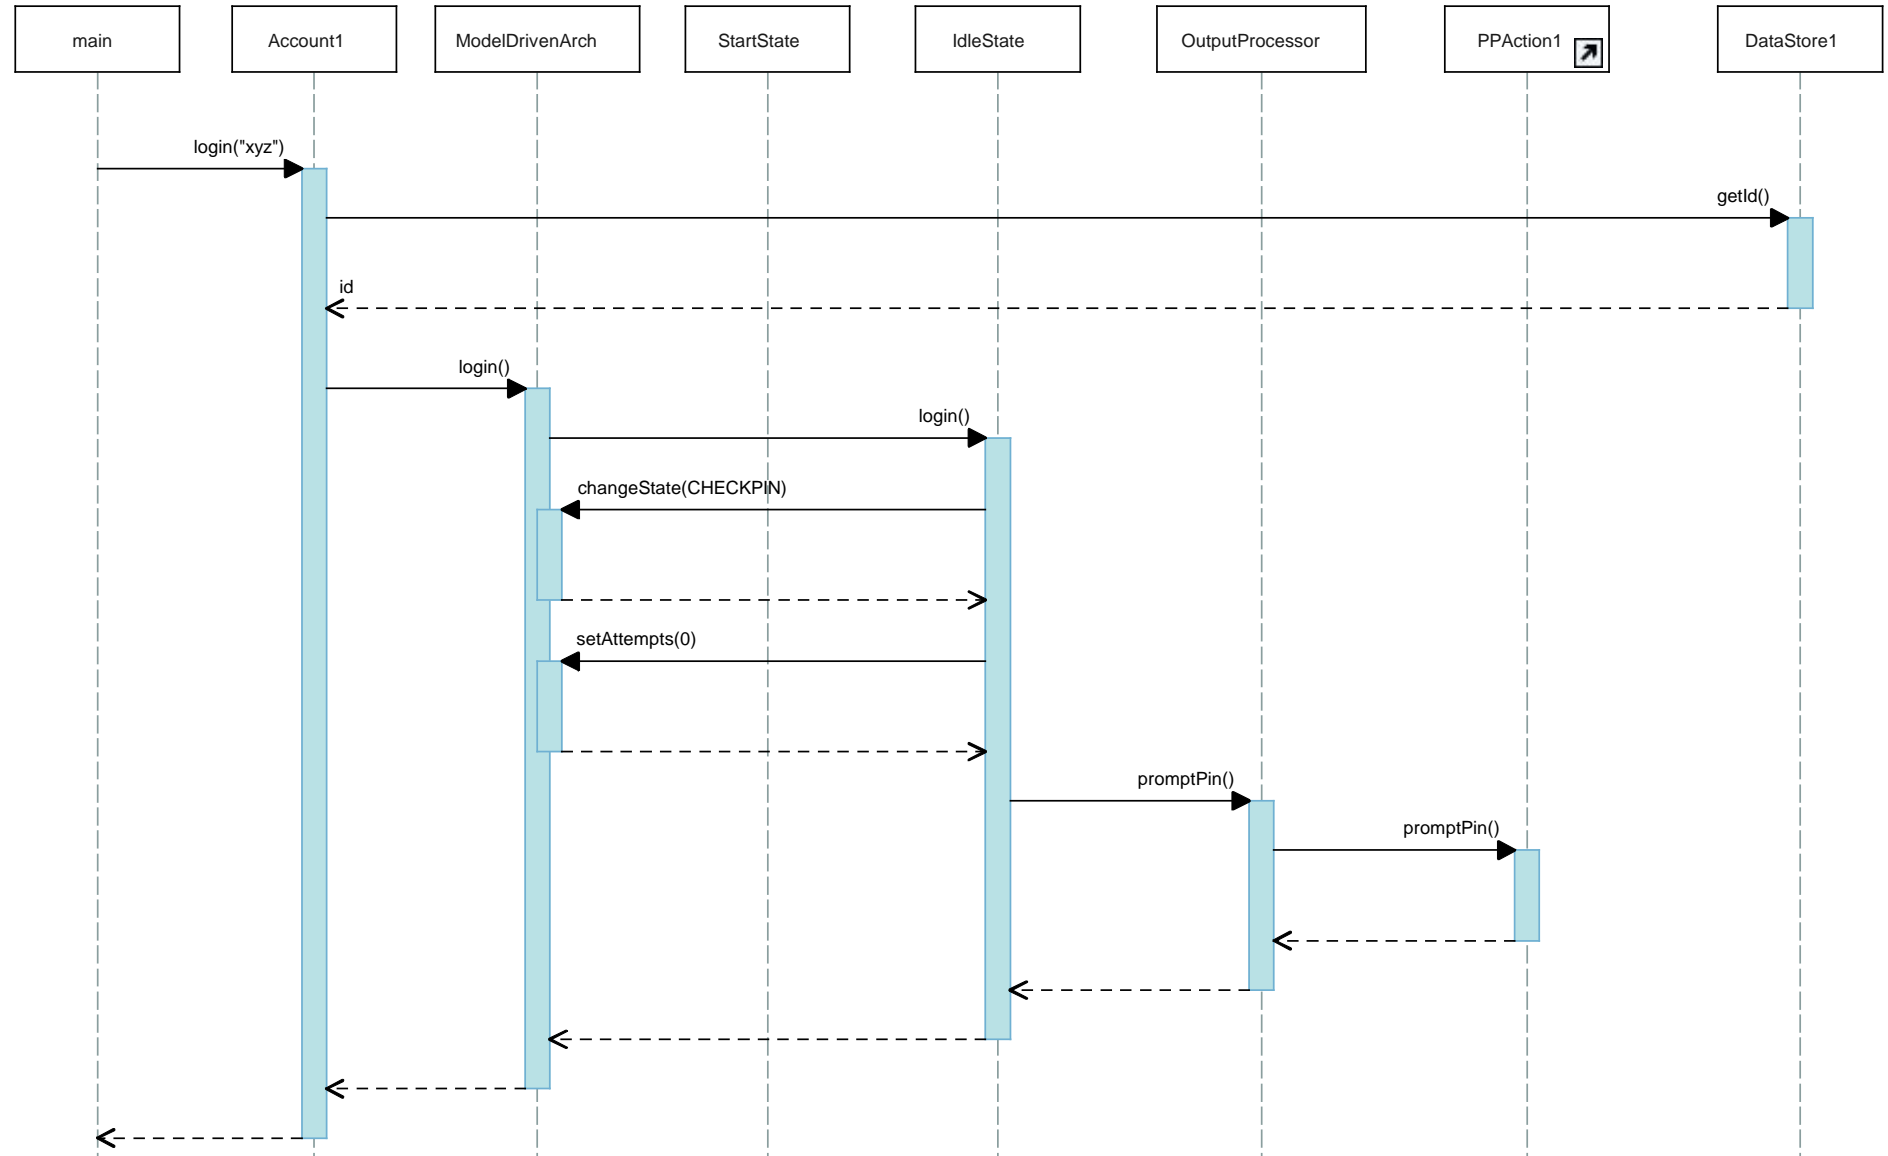 main
Account1
ModelDrivenArch
StartState
IdleState
OutputProcessor
PPAction1
DataStore1
login("xyz")
getId()
id
login()
login()
changeState(CHECKPIN)
setAttempts(0)
promptPin()
promptPin()